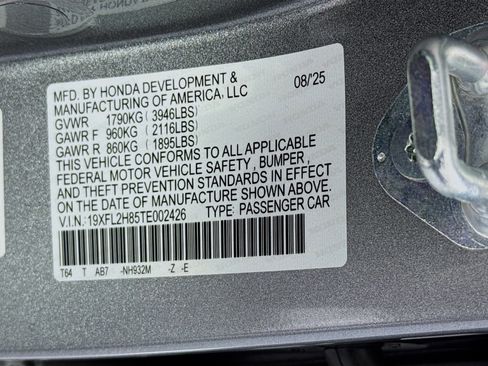 MFD. BY HONDA DEVELOPMENT & 08/25
MANUFACTURING OF AMERICA, LLC
GVWR 1790KG (3946LBS)
GAWR F 960KG (2116LBS)
GAWR R 860KG (1895LBS)
THIS VEHICLE CONFORMS TO ALL APPLICABLE
FEDERAL MOTOR VEHICLE SAFETY, BUMPER,
AND THEFT PREVENTION STANDARDS IN EFFECT
ON THE DATE OF MANUFACTURE SHOWN ABOVE.
V.I.N: 19XFL2H85TE002426 TYPE: PASSENGER CAR
T64 T AB7 -NH932M -Z -E